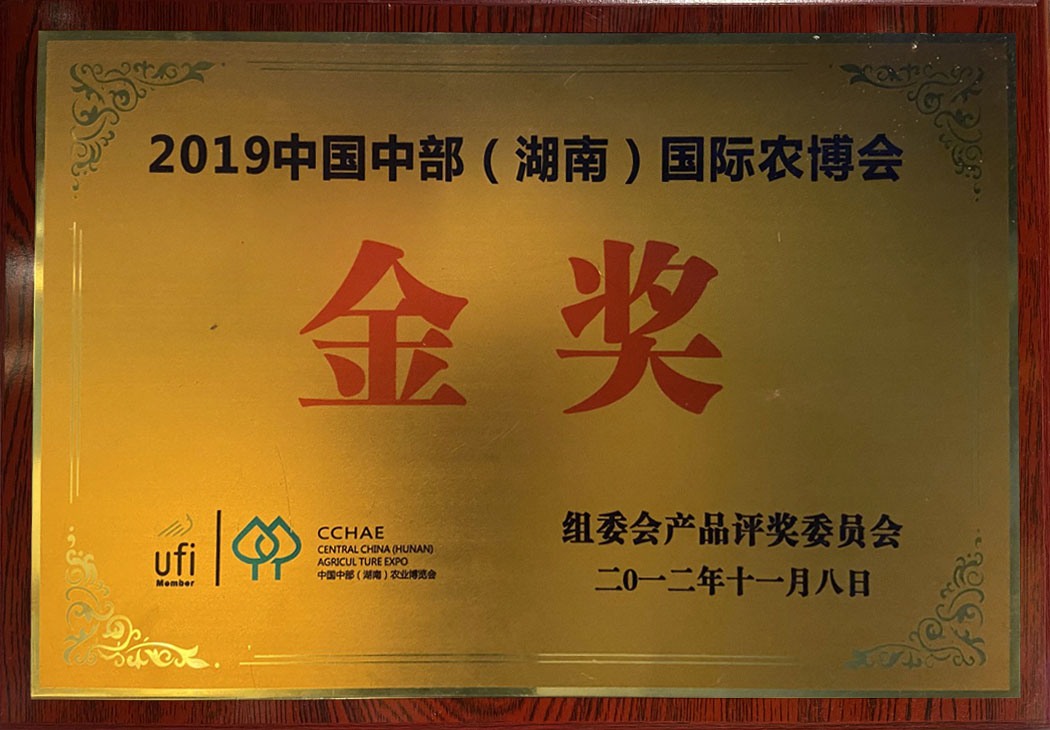 2019中国中部（湖南）国际农博会
金奖
ufi
Member
CCHAE
CENTRAL CHINA (HUNAN)
AGRICUL TURE EXPO
中国中部（湖南）农业博览会
组委会产品评奖委员会
二0一二年十一月八日